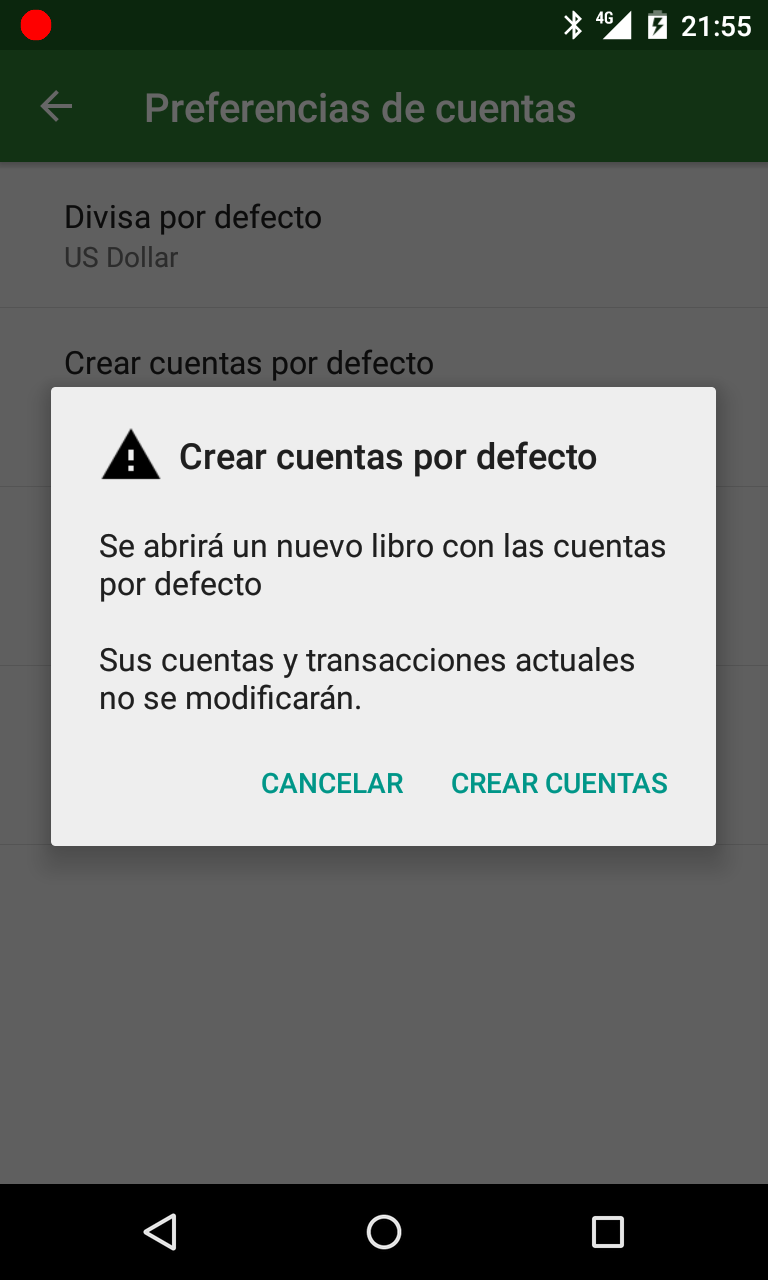 4G 21:55
Preferencias de cuentas
Divisa por defecto
US Dollar
Crear cuentas por defecto
Crear cuentas por defecto
Se abrirá un nuevo libro con las cuentas
por defecto
Sus cuentas y transacciones actuales
no se modificarán.
CANCELAR CREAR CUENTAS